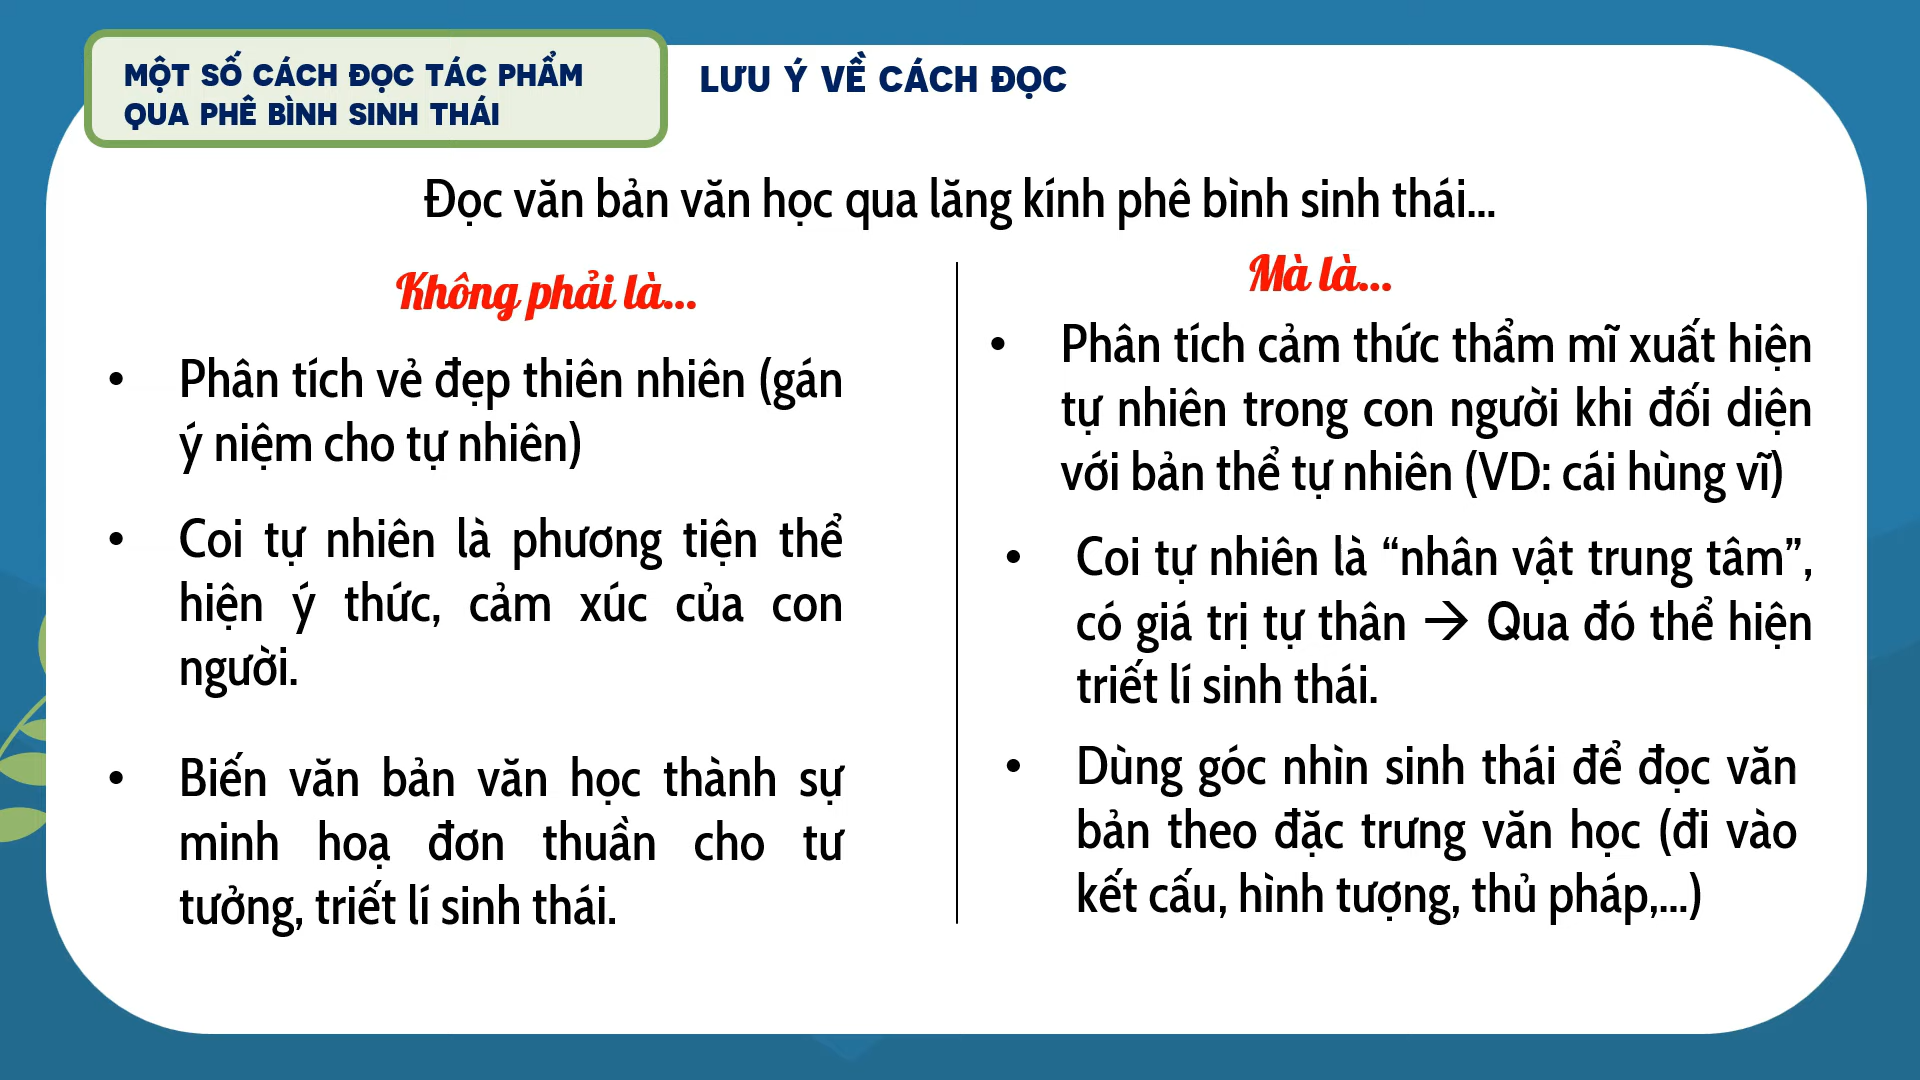 MỘT SỐ CÁCH ĐỌC TÁC PHẨM
QUA PHÊ BÌNH SINH THÁI
LƯU Ý VỀ CÁCH ĐỌC
Đọc văn bản văn học qua lăng kính phê bình sinh thái...
Không phải là...
• Phân tích vẻ đẹp thiên nhiên (gán
ý niệm cho tự nhiên)
• Coi tự nhiên là phương tiện thể
hiện ý thức, cảm xúc của con
người.
• Biến văn bản văn học thành sự
minh hoạ đơn thuần cho tư
tưởng, triết lí sinh thái.
Mà là...
• Phân tích cảm thức thẩm mĩ xuất hiện
tự nhiên trong con người khi đối diện
với bản thể tự nhiên (VD: cái hùng vĩ)
• Coi tự nhiên là “nhân vật trung tâm”,
có giá trị tự thân → Qua đó thể hiện
triết lí sinh thái.
• Dùng góc nhìn sinh thái để đọc văn
bản theo đặc trưng văn học (đi vào
kết cấu, hình tượng, thủ pháp,...)